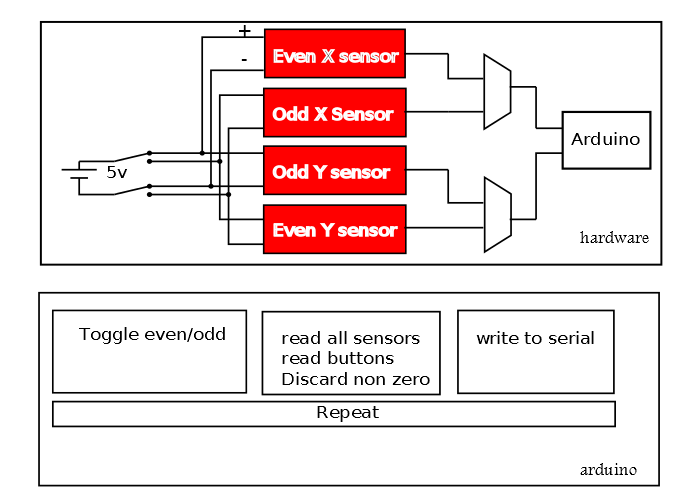 +
Even X sensor
-
Odd X Sensor
Arduino
5v
Odd Y sensor
Even Y sensor
hardware
Toggle even/odd
read all sensors
read buttons
Discard non zero
write to serial
Repeat
arduino